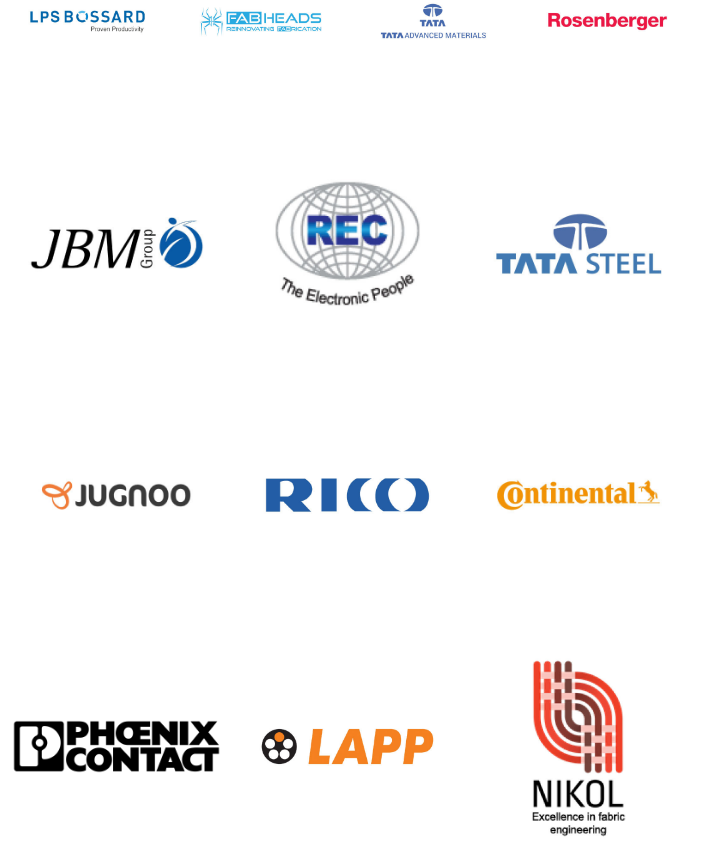 LPS BOSSARD
Proven Productivity
FABHEADS
REINNOVATING FABRICATION
TATA
TATA ADVANCED MATERIALS
Rosenberger
JBM Group
REC
The Electronic People
TATA STEEL
JUGNOO
RICO
Continental
PHŒNIX
CONTACT
LAPP
NIKOL
Excellence in fabric
engineering